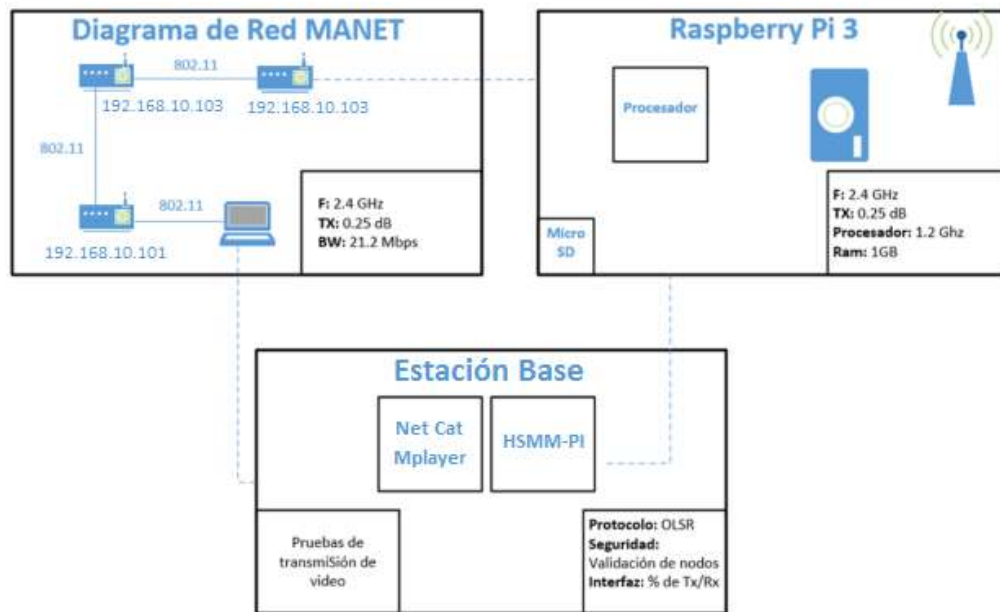 Diagrama de Red MANET
802.11
192.168.10.103
192.168.10.103
802.11
802.11
192.168.10.101
F: 2.4 GHz
TX: 0.25 dB
BW: 21.2 Mbps
Raspberry Pi 3
Procesador
Micro
SD
F: 2.4 GHz
TX: 0.25 dB
Procesador: 1.2 Ghz
Ram: 1GB
Estación Base
Net Cat
Mplayer
HSMM-PI
Pruebas de
transmiSión de
video
Protocolo: OLSR
Seguridad:
Validación de nodos
Interfaz: % de Tx/Rx